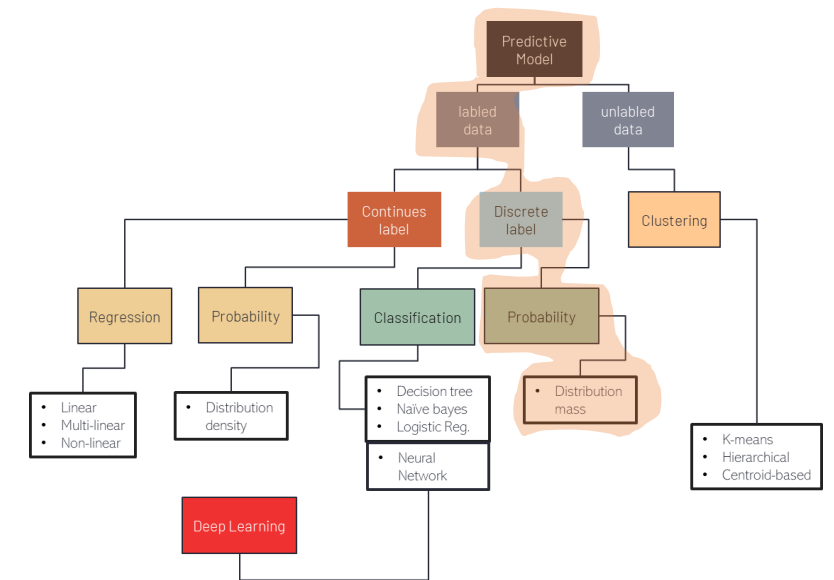 Predictive
Model
labled
data
unlabled
data
Continues
label
Discrete
label
Clustering
Regression
Probability
Classification
Probability
• Linear
• Multi-linear
• Non-linear
• Distribution
density
• Decision tree
• Naïve bayes
• Logistic Reg.
• Neural
Network
• Distribution
mass
• K-means
• Hierarchical
• Centroid-based
Deep Learning